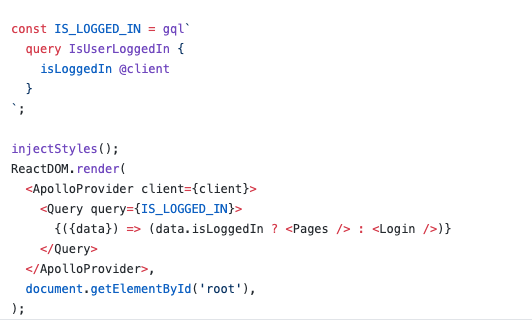 const IS_LOGGED_IN = gql`
  query IsUserLoggedIn {
    isLoggedIn @client
  }
`;

injectStyles();
ReactDOM.render(
  <ApolloProvider client={client}>
    <Query query={IS_LOGGED_IN}>
      {({data}) => (data.isLoggedIn ? <Pages /> : <Login />)}
    </Query>
  </ApolloProvider>,
  document.getElementById('root'),
);